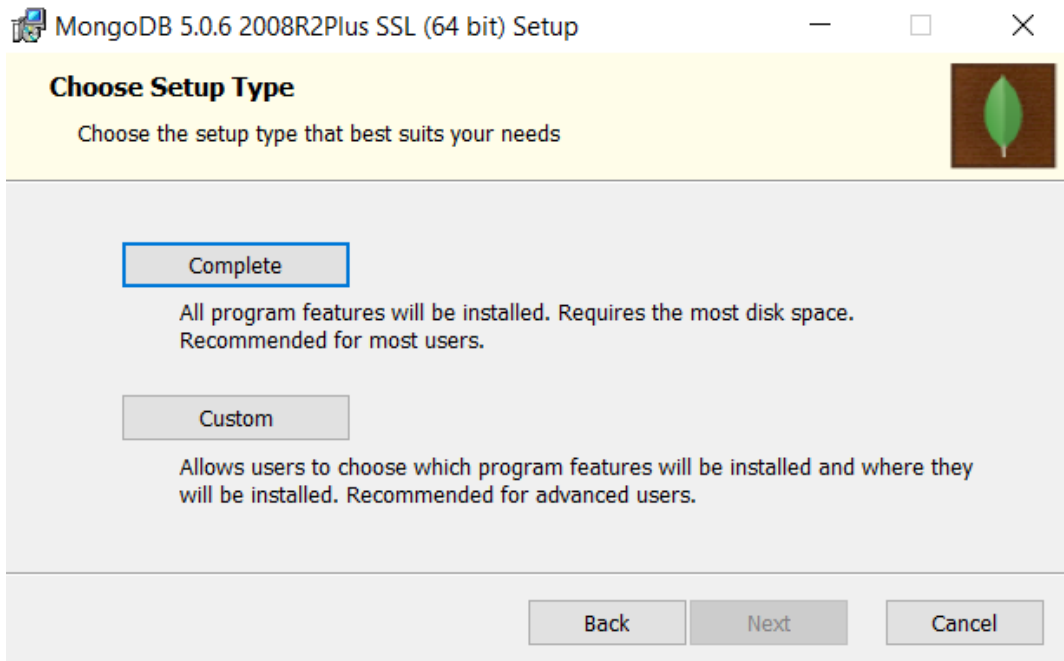 MongoDB 5.0.6 2008R2Plus SSL (64 bit) Setup
Choose Setup Type
Choose the setup type that best suits your needs
Complete
All program features will be installed. Requires the most disk space.
Recommended for most users.
Custom
Allows users to choose which program features will be installed and where they
will be installed. Recommended for advanced users.
Back
Next
Cancel